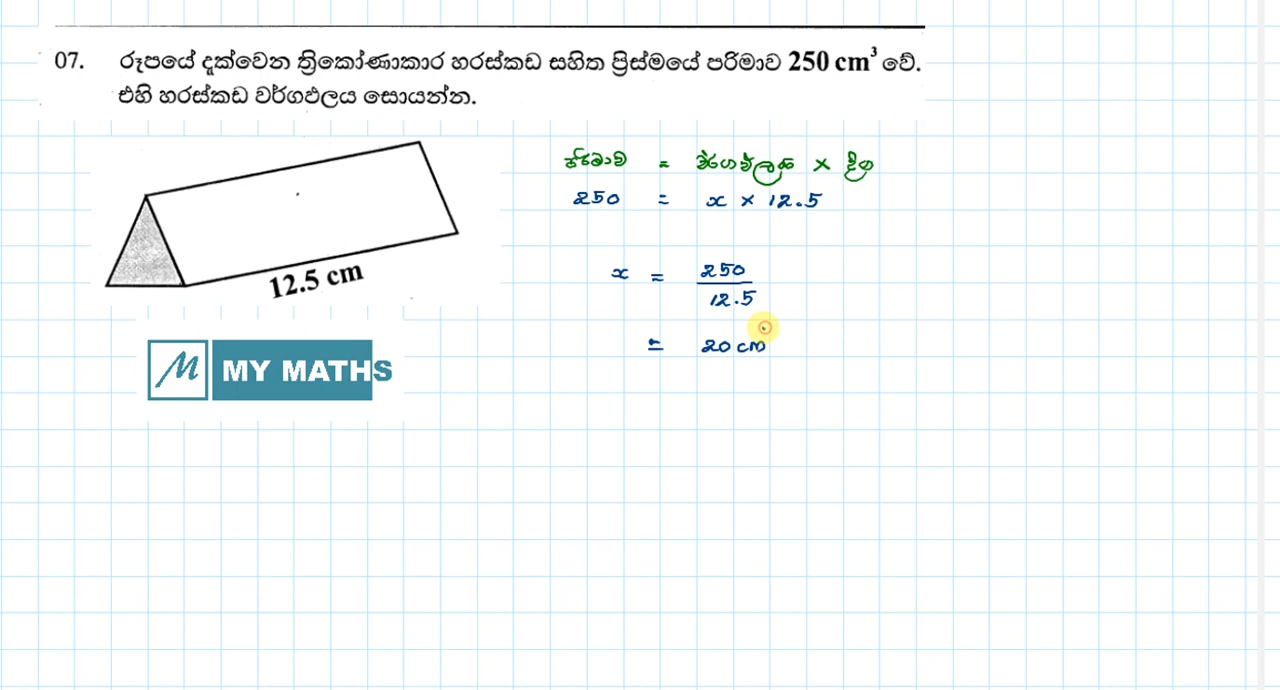 07. රූපයේ දැක්වෙන ත්‍රිකෝණාකාර හරස්කඩ සහිත ප්‍රිස්මයේ පරිමාව 250 cm³ වේ.
එහි හරස්කඩ වර්ගඵලය සොයන්න.
12.5 cm
MY MATHS
පරිමාව = වර්ගඵලය × දිග
250 = x × 12.5
x = 250
12.5
= 20 cm